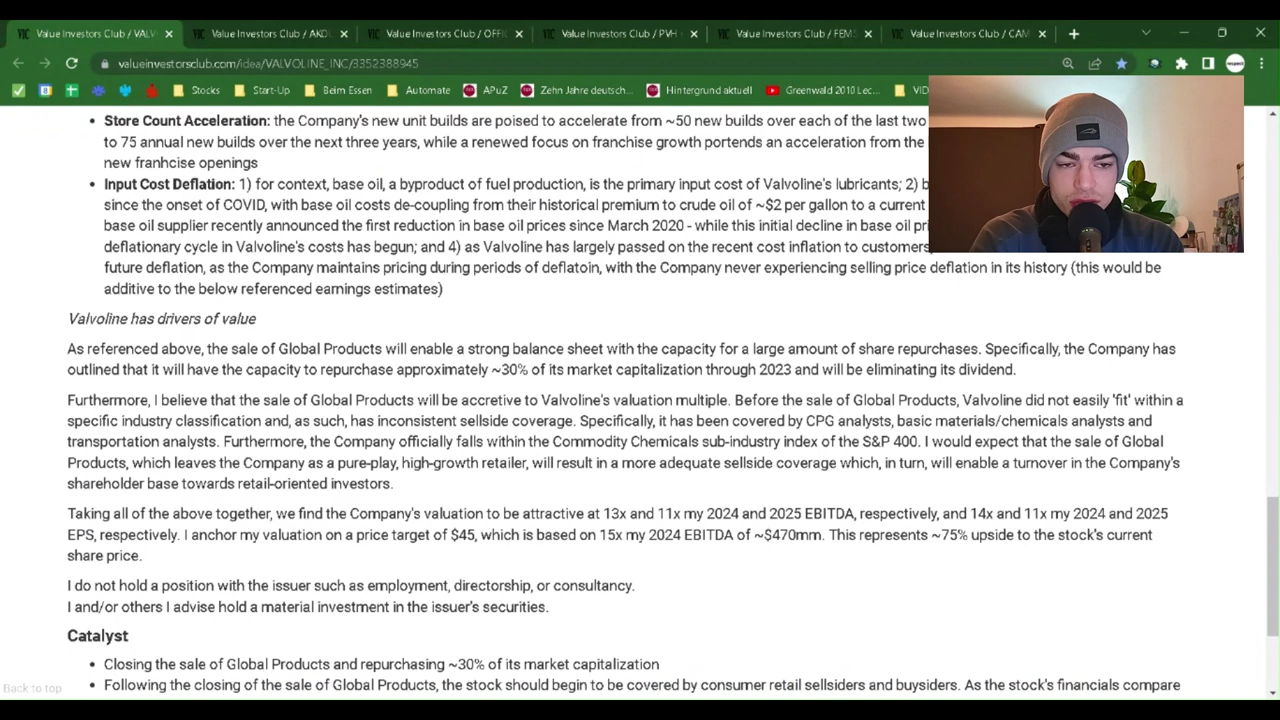 Value Investors Club / VALV
Value Investors Club / AKO
Value Investors Club / OFFI
Value Investors Club / PVH
Value Investors Club / FEMS
Value Investors Club / CAM
valueinvestorsclub.com/idea/VALVOLINE_INC/3352388945
Stocks
Start-Up
Beim Essen
Automate
APuZ
Zehn Jahre deutsch...
Hintergrund aktuell
Greenwald 2010 Lec...
VID
Store Count Acceleration: the Company's new unit builds are poised to accelerate from ~50 new builds over each of the last two
to 75 annual new builds over the next three years, while a renewed focus on franchise growth portends an acceleration from the
new franhcise openings
Input Cost Deflation: 1) for context, base oil, a byproduct of fuel production, is the primary input cost of Valvoline's lubricants; 2) b
since the onset of COVID, with base oil costs de-coupling from their historical premium to crude oil of ~$2 per gallon to a current
base oil supplier recently announced the first reduction in base oil prices since March 2020 - while this initial decline in base oil pri
deflationary cycle in Valvoline's costs has begun; and 4) as Valvoline has largely passed on the recent cost inflation to customers
future deflation, as the Company maintains pricing during periods of deflatoin, with the Company never experiencing selling price deflation in its history (this would be
additive to the below referenced earnings estimates)
Valvoline has drivers of value
As referenced above, the sale of Global Products will enable a strong balance sheet with the capacity for a large amount of share repurchases. Specifically, the Company has
outlined that it will have the capacity to repurchase approximately ~30% of its market capitalization through 2023 and will be eliminating its dividend.
Furthermore, I believe that the sale of Global Products will be accretive to Valvoline's valuation multiple. Before the sale of Global Products, Valvoline did not easily 'fit' within a
specific industry classification and, as such, has inconsistent sellside coverage. Specifically, it has been covered by CPG analysts, basic materials/chemicals analysts and
transportation analysts. Furthermore, the Company officially falls within the Commodity Chemicals sub-industry index of the S&P 400. I would expect that the sale of Global
Products, which leaves the Company as a pure-play, high-growth retailer, will result in a more adequate sellside coverage which, in turn, will enable a turnover in the Company's
shareholder base towards retail-oriented investors.
Taking all of the above together, we find the Company's valuation to be attractive at 13x and 11x my 2024 and 2025 EBITDA, respectively, and 14x and 11x my 2024 and 2025
EPS, respectively. I anchor my valuation on a price target of $45, which is based on 15x my 2024 EBITDA of ~$470mm. This represents ~75% upside to the stock's current
share price.
I do not hold a position with the issuer such as employment, directorship, or consultancy.
I and/or others I advise hold a material investment in the issuer's securities.
Catalyst
Closing the sale of Global Products and repurchasing ~30% of its market capitalization
Following the closing of the sale of Global Products, the stock should begin to be covered by consumer retail sellsiders and buysiders. As the stock's financials compare
Back to top